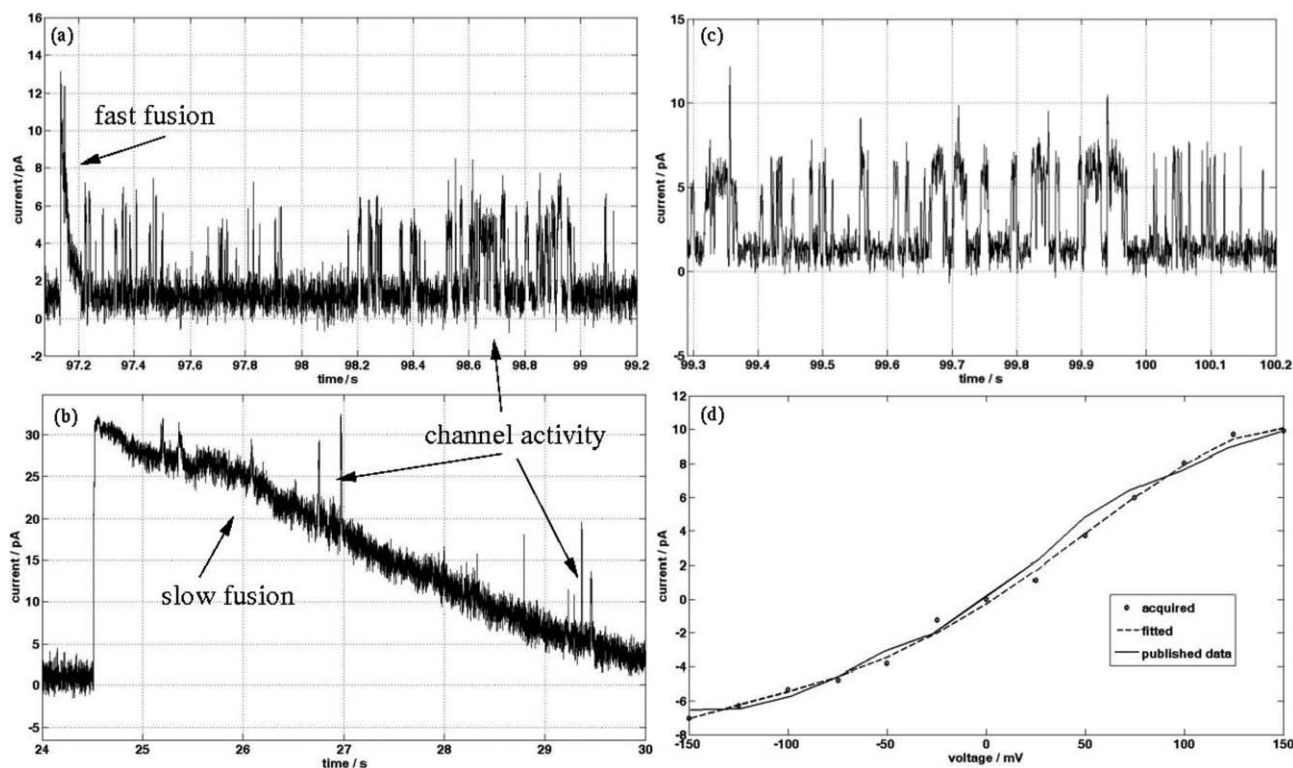 (a)
16
14
12
10
8
6
4
2
0
-2
current / pA
fast fusion
97.2 97.4 97.6 97.8 98 98.2 98.4 98.6 98.8 99 99.2
time / s
(c)
15
10
5
0
-5
current / pA
99.3 99.4 99.5 99.6 99.7 99.8 99.9 100 100.1 100.2
time / s
(b)
30
25
20
15
10
5
0
-5
current / pA
channel activity
slow fusion
24 25 26 27 28 29 30
time / s
(d)
12
10
8
6
4
2
0
-2
-4
-6
-8
current / pA
acquired
fitted
published data
-150 -100 -50 0 50 100 150
voltage / mV